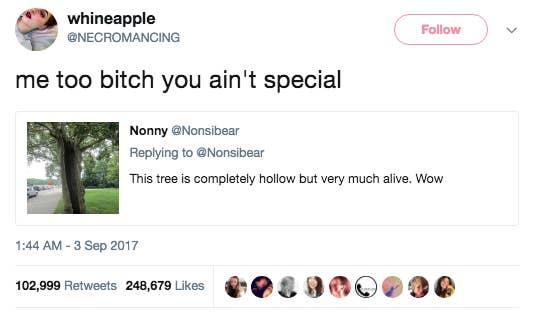 whineapple
@NECROMANCING
Follow
me too bitch you ain't special
Nonny @Nonsibear
Replying to @Nonsibear
This tree is completely hollow but very much alive. Wow
1:44 AM - 3 Sep 2017
102,999 Retweets 248,679 Likes